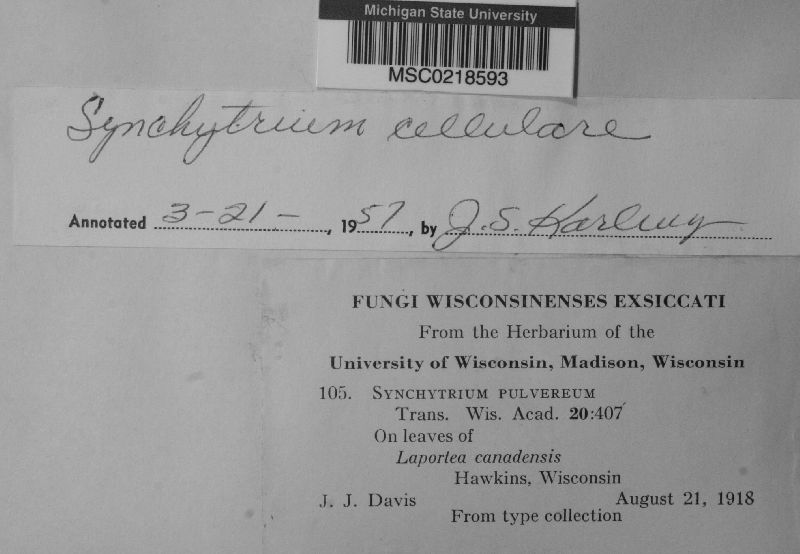 Michigan State University
MSC0218593
Synchytrium cellulare
Annotated 3-21-, 1957, by J. S. Karling
FUNGI WISCONSINENSES EXSICCATI
From the Herbarium of the
University of Wisconsin, Madison, Wisconsin
105. SYNCHYTRIUM PULVEREUM
Trans. Wis. Acad. 20:407
On leaves of
Laportea canadensis
Hawkins, Wisconsin
J. J. Davis August 21, 1918
From type collection